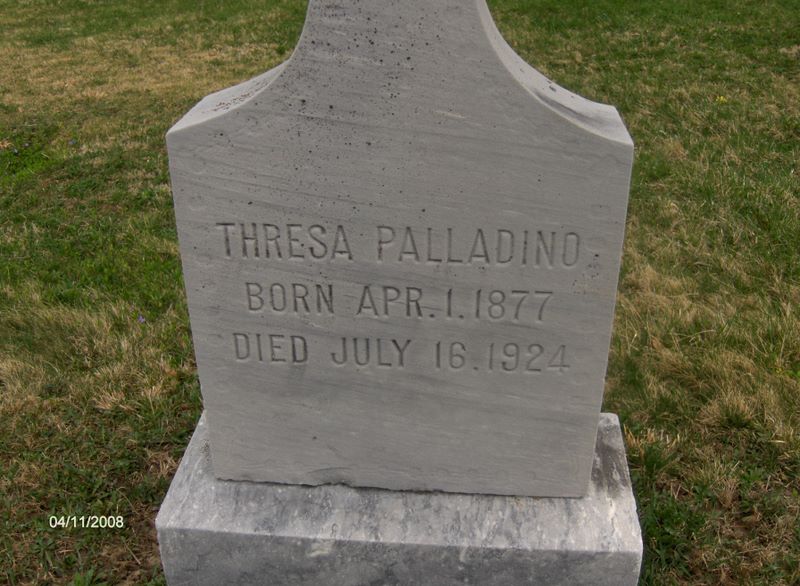 THRESA PALLADINO
BORN APR. 1. 1877
DIED JULY 16. 1924
04/11/2008